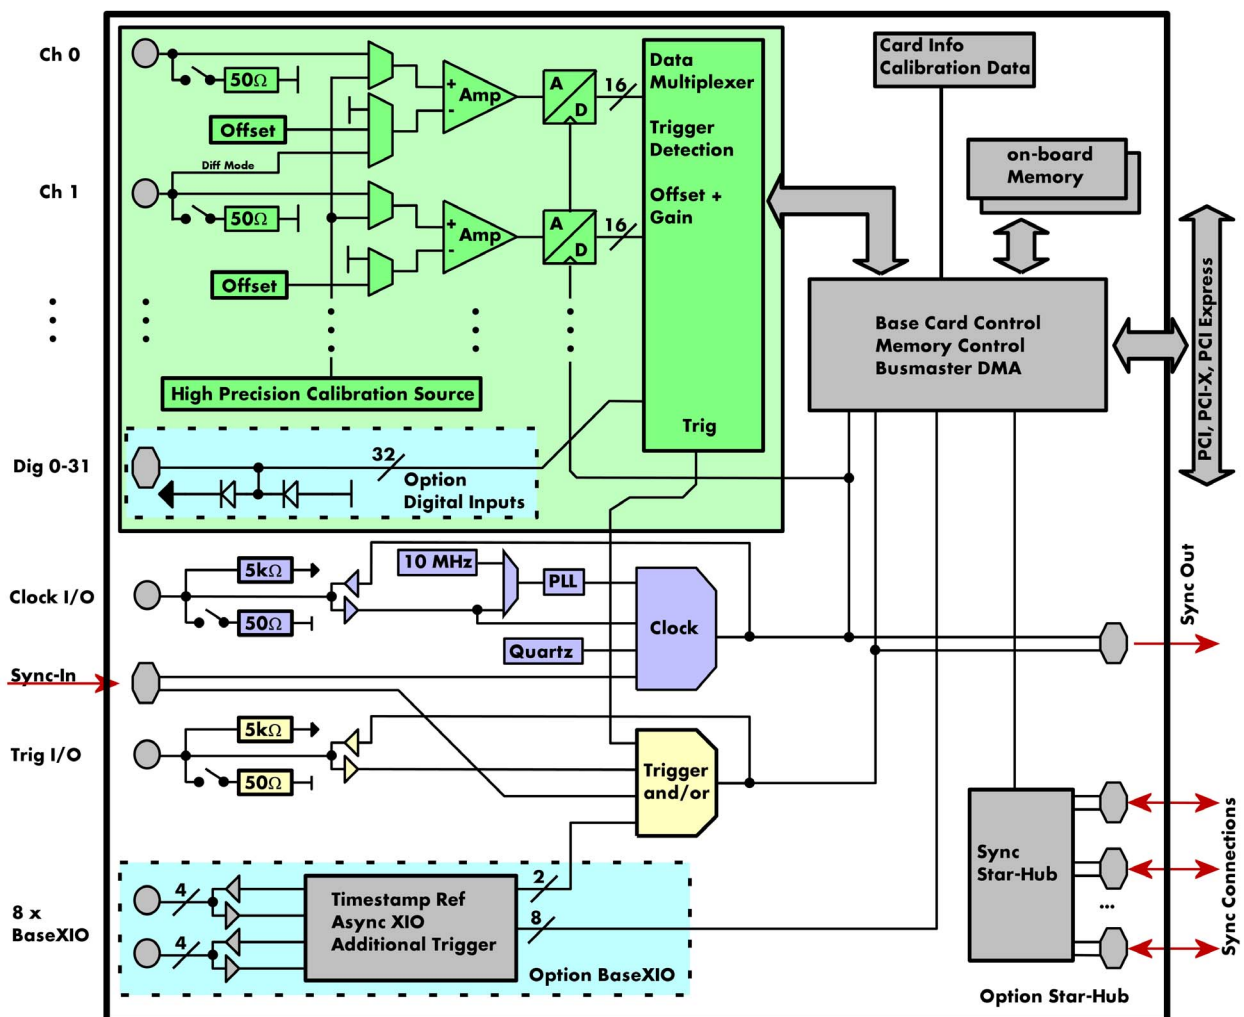 Ch 0
50Ω
Offset
Diff Mode
Ch 1
50Ω
Offset
+
-
Amp
A
D
16
+
-
Amp
A
D
16
High Precision Calibration Source
Data
Multiplexer
Trigger
Detection
Offset +
Gain
Trig
Card Info
Calibration Data
on-board
Memory
Base Card Control
Memory Control
Busmaster DMA
PCI, PCI-X, PCI Express
Dig 0-31
32
Option
Digital Inputs
Clock I/O
5kΩ
50Ω
10 MHz
PLL
Quartz
Clock
Sync Out
Sync-In
Trig I/O
5kΩ
50Ω
Trigger
and/or
8 x
BaseXIO
4
4
Timestamp Ref
Async XIO
Additional Trigger
2
8
Option BaseXIO
Sync
Star-Hub
...
Option Star-Hub
Sync Connections